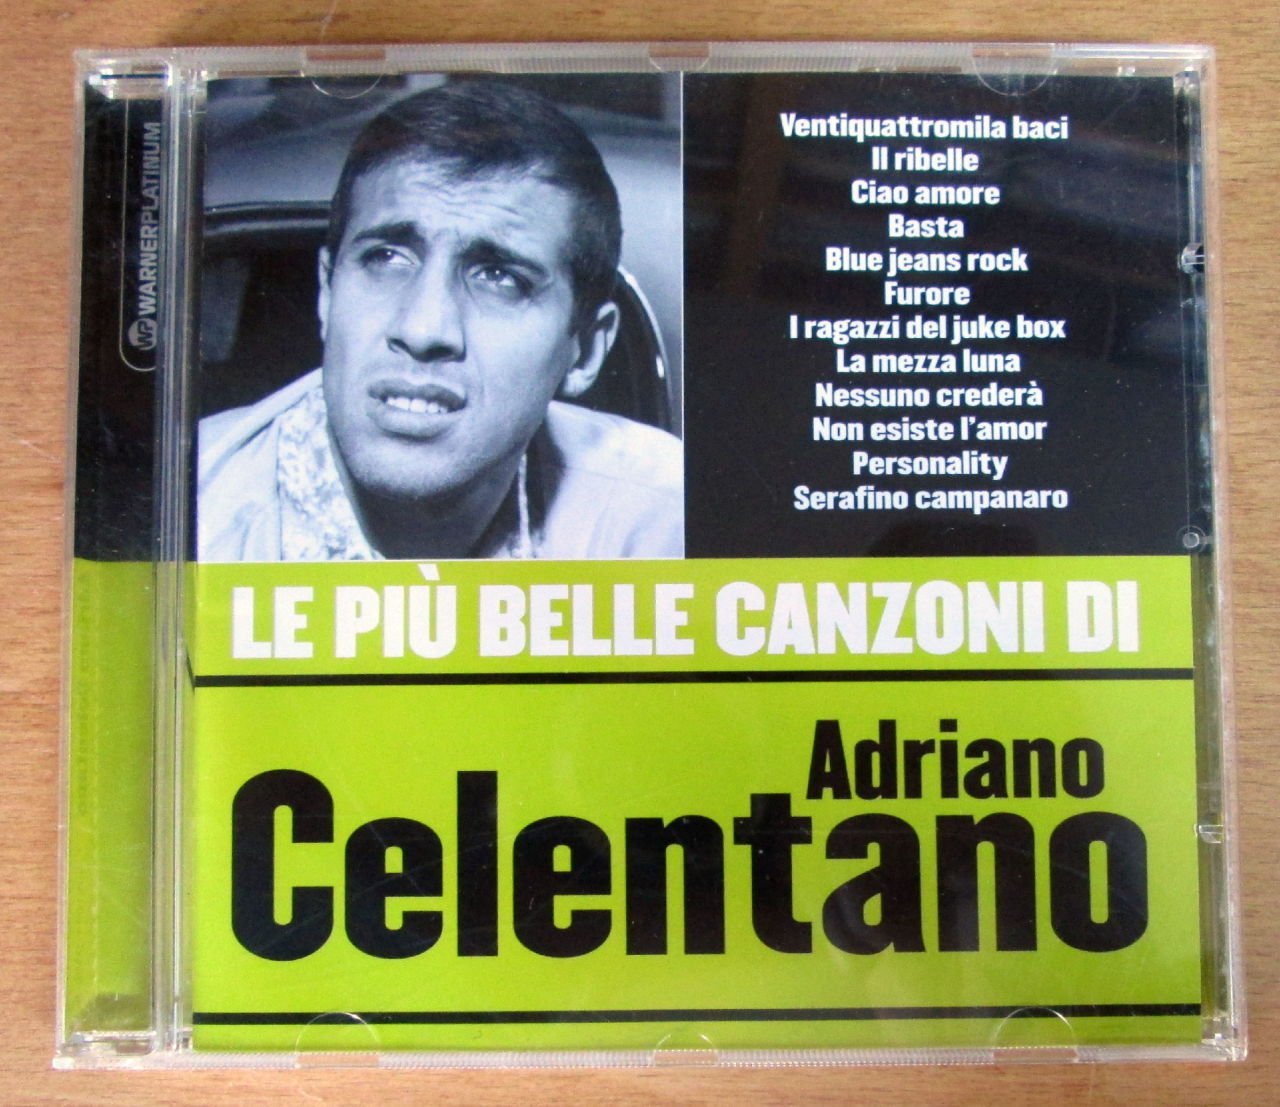 WP WARNERPLATINUM
Ventiquattromila baci
Il ribelle
Ciao amore
Basta
Blue jeans rock
Furore
I ragazzi del juke box
La mezza luna
Nessuno crederà
Non esiste l'amor
Personality
Serafino campanaro
LE PIÙ BELLE CANZONI DI
Adriano
Celentano